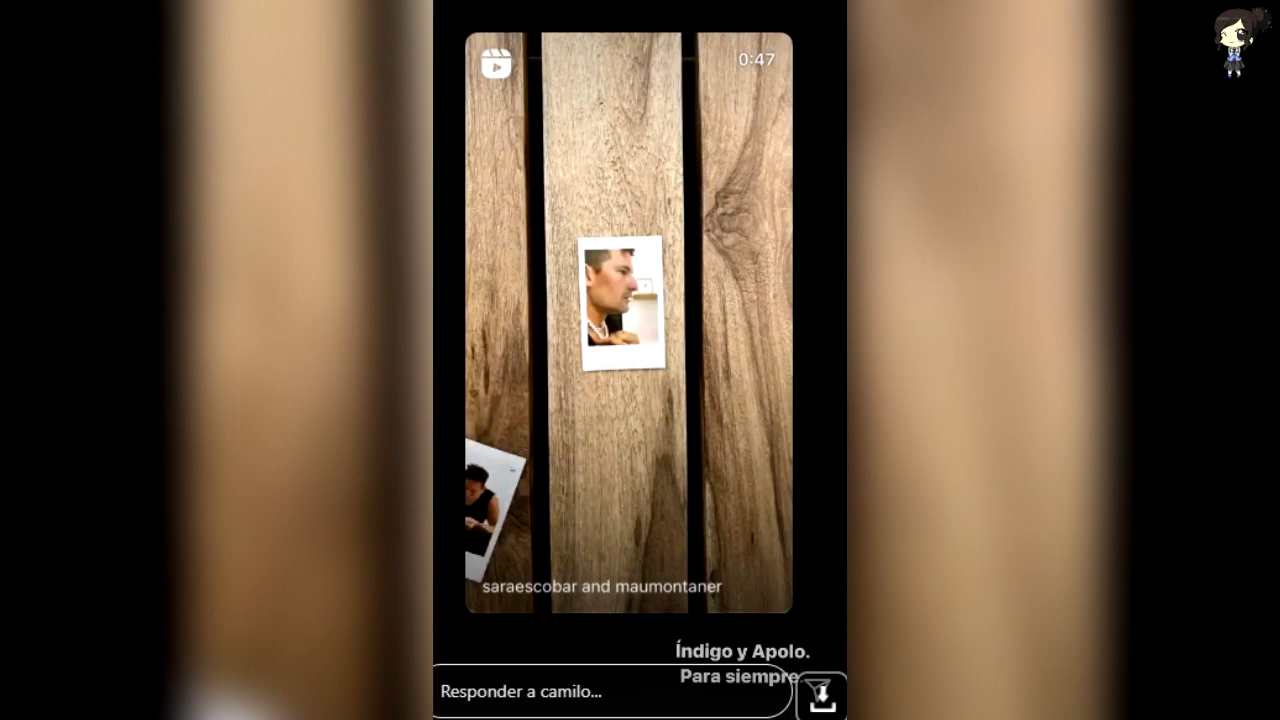 0:47
saraescobar and maumontaner
Índigo y Apolo.
Para siempre.
Responder a camilo...